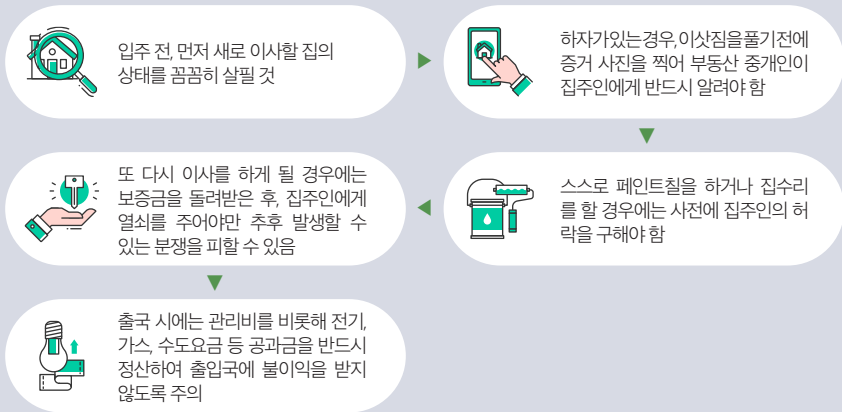 입주 전, 먼저 새로 이사할 집의
상태를 꼼꼼히 살필 것
하자가 있는 경우, 이삿짐을 풀기 전에
증거 사진을 찍어 부동산 중개인이
집주인에게 반드시 알려야 함
스스로 페인트칠을 하거나 집수리
를 할 경우에는 사전에 집주인의 허
락을 구해야 함
또 다시 이사를 하게 될 경우에는
보증금을 돌려받은 후, 집주인에게
열쇠를 주어야만 추후 발생할 수
있는 분쟁을 피할 수 있음
출국 시에는 관리비를 비롯해 전기,
가스, 수도요금 등 공과금을 반드시
정산하여 출입국에 불이익을 받지
않도록 주의